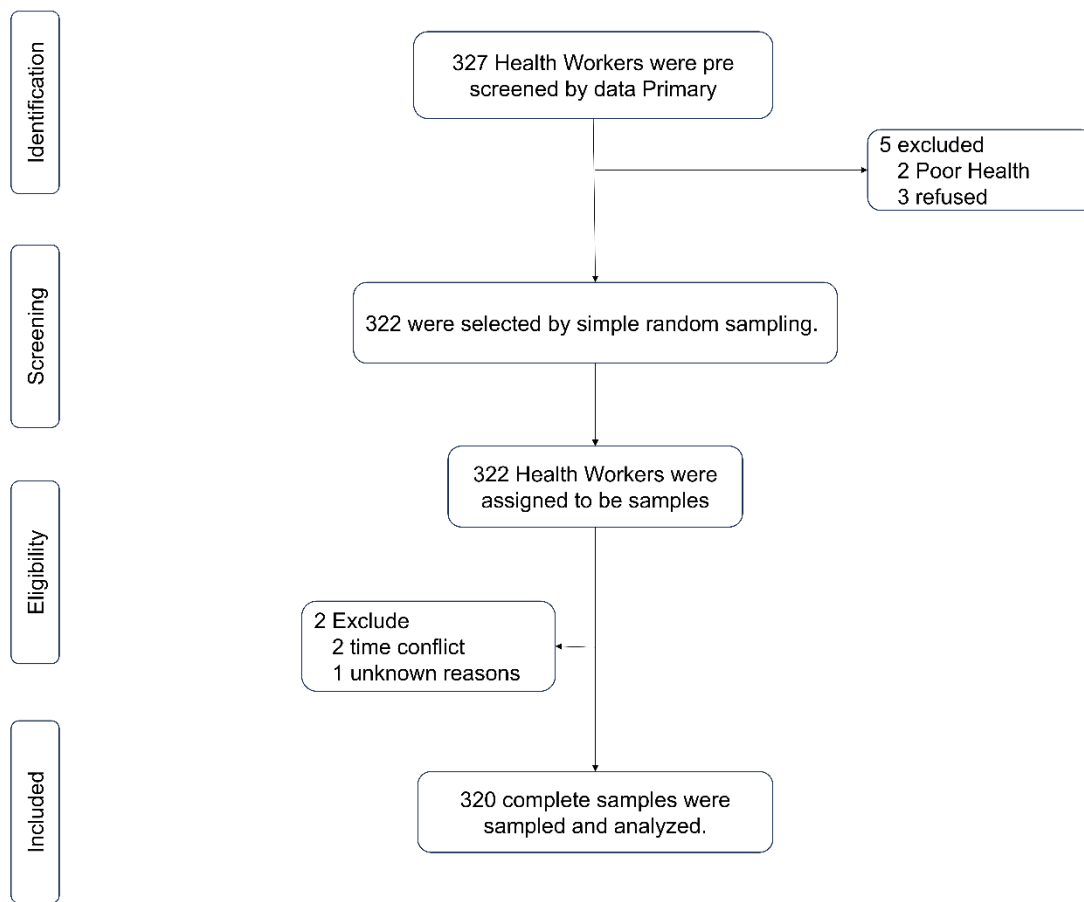 Identification
327 Health Workers were pre
screened by data Primary
5 excluded
2 Poor Health
3 refused
Screening
322 were selected by simple random sampling.
322 Health Workers were
assigned to be samples
Eligibility
2 Exclude
2 time conflict
1 unknown reasons
Included
320 complete samples were
sampled and analyzed.